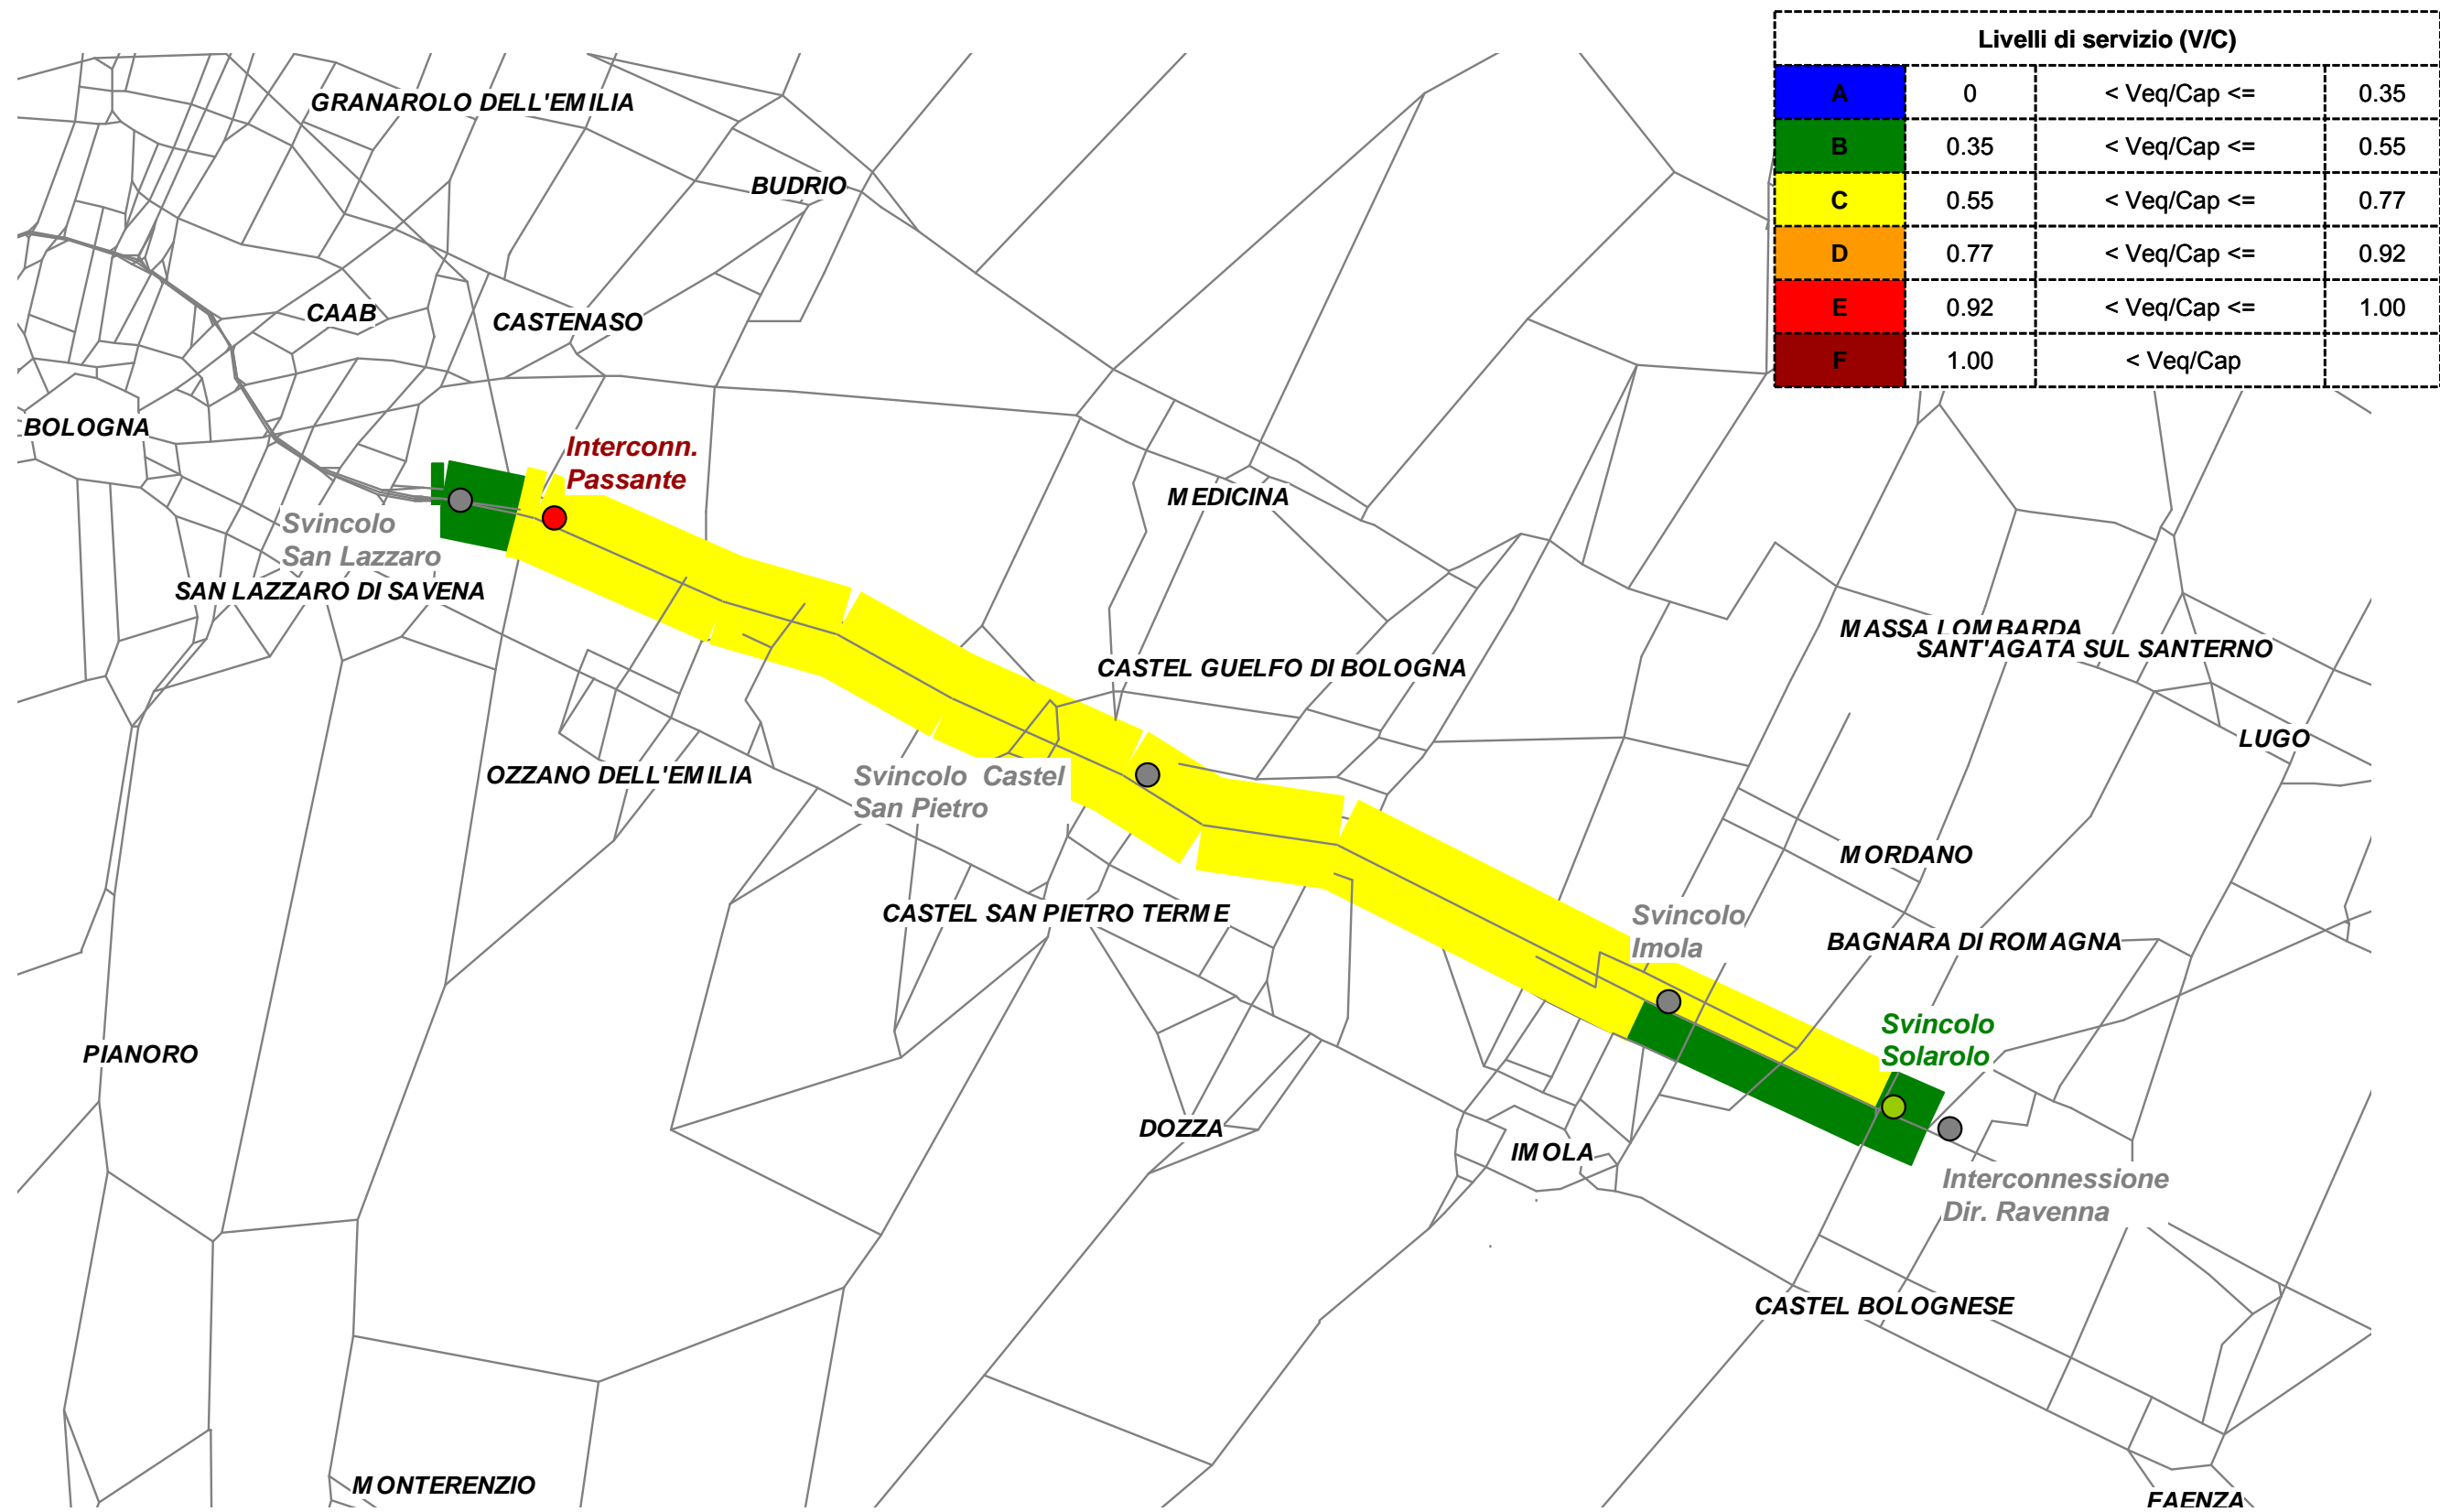 Livelli di servizio (V/C)
A 0 < Veq/Cap <= 0.35
B 0.35 < Veq/Cap <= 0.55
C 0.55 < Veq/Cap <= 0.77
D 0.77 < Veq/Cap <= 0.92
E 0.92 < Veq/Cap <= 1.00
F 1.00 < Veq/Cap
GRANAROLO DELL'EMILIA
BUDRIO
CAAB
CASTENASO
BOLOGNA
Interconn.
Passante
MEDICINA
Svincolo
San Lazzaro
SAN LAZZARO DI SAVENA
MASSA LOMBARDA
SANT'AGATA SUL SANTERNO
CASTEL GUELFO DI BOLOGNA
LUGO
OZZANO DELL'EMILIA
Svincolo Castel
San Pietro
MORDANO
CASTEL SAN PIETRO TERME
Svincolo
Imola
BAGNARA DI ROMAGNA
Svincolo
Solarolo
PIANORO
DOZZA
IMOLA
Interconnessione
Dir. Ravenna
CASTEL BOLOGNESE
MONTERENZIO
FAENZA